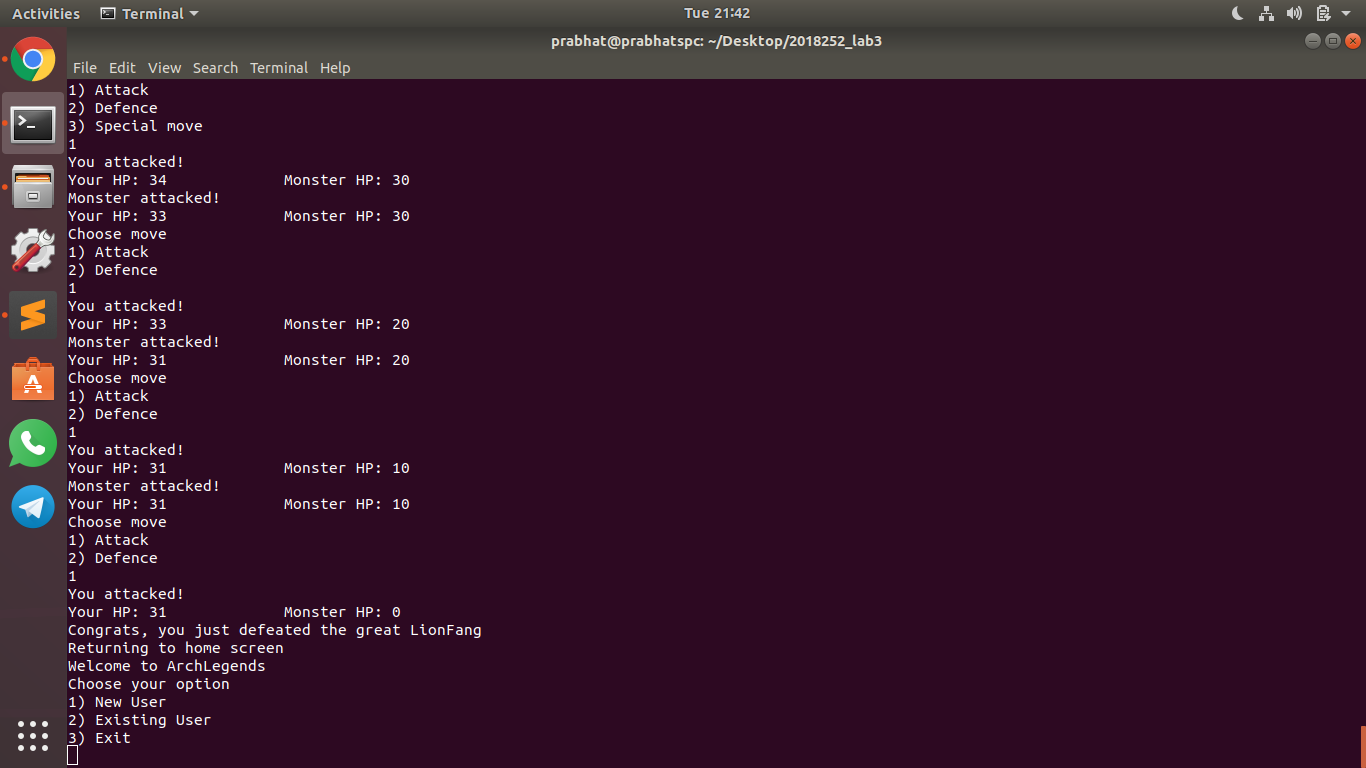 Activities Terminal Tue 21:42
prabhat@prabhatspc: ~/Desktop/2018252_lab3
File Edit View Search Terminal Help
1) Attack
2) Defence
3) Special move
1
You attacked!
Your HP: 34 Monster HP: 30
Monster attacked!
Your HP: 33 Monster HP: 30
Choose move
1) Attack
2) Defence
1
You attacked!
Your HP: 33 Monster HP: 20
Monster attacked!
Your HP: 31 Monster HP: 20
Choose move
1) Attack
2) Defence
1
You attacked!
Your HP: 31 Monster HP: 10
Monster attacked!
Your HP: 31 Monster HP: 10
Choose move
1) Attack
2) Defence
1
You attacked!
Your HP: 31 Monster HP: 0
Congrats, you just defeated the great LionFang
Returning to home screen
Welcome to ArchLegends
Choose your option
1) New User
2) Existing User
3) Exit